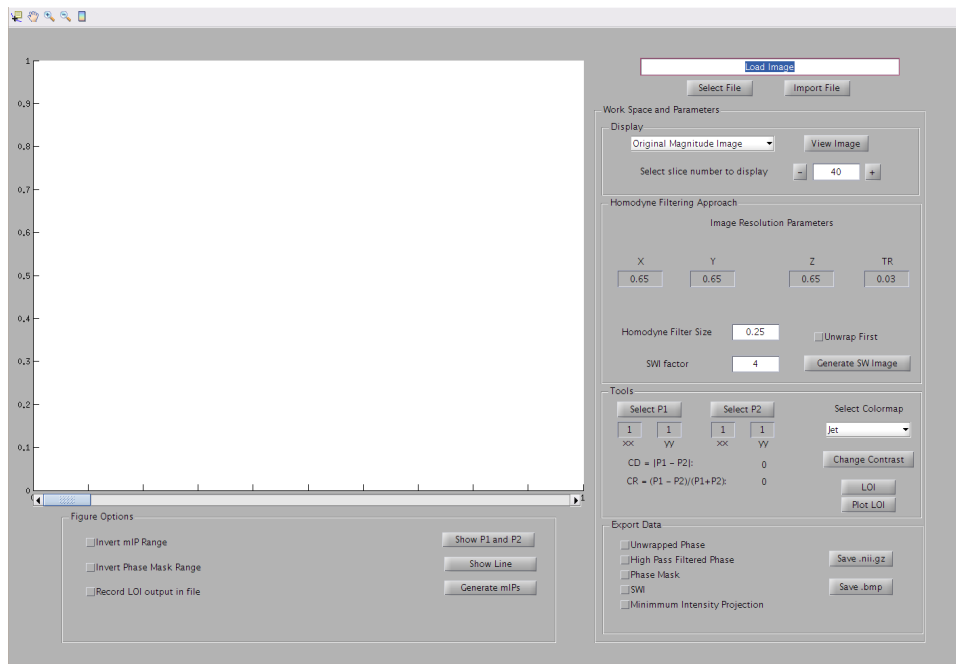 Load Image
Select File Import File
Work Space and Parameters
Display
Original Magnitude Image View Image
Select slice number to display - 40 +
Homodyne Filtering Approach
Image Resolution Parameters
X Y Z TR
0.65 0.65 0.65 0.03
Homodyne Filter Size 0.25 Unwrap First
SWI factor 4 Generate SW Image
Tools
Select P1 Select P2 Select Colormap
1 1 1 1 Jet
xx yy xx yy
CD = |P1 - P2|: 0 Change Contrast
CR = (P1 - P2)/(P1+P2): 0
LOI
Plot LOI
Export Data
Unwrapped Phase
High Pass Filtered Phase Save .nii.gz
Phase Mask
SWI Save .bmp
Minimmum Intensity Projection
1
0.9
0.8
0.7
0.6
0.5
0.4
0.3
0.2
0.1
0
0 1
Figure Options
Invert mIP Range Show P1 and P2
Invert Phase Mask Range Show Line
Record LOI output in file Generate mIPs